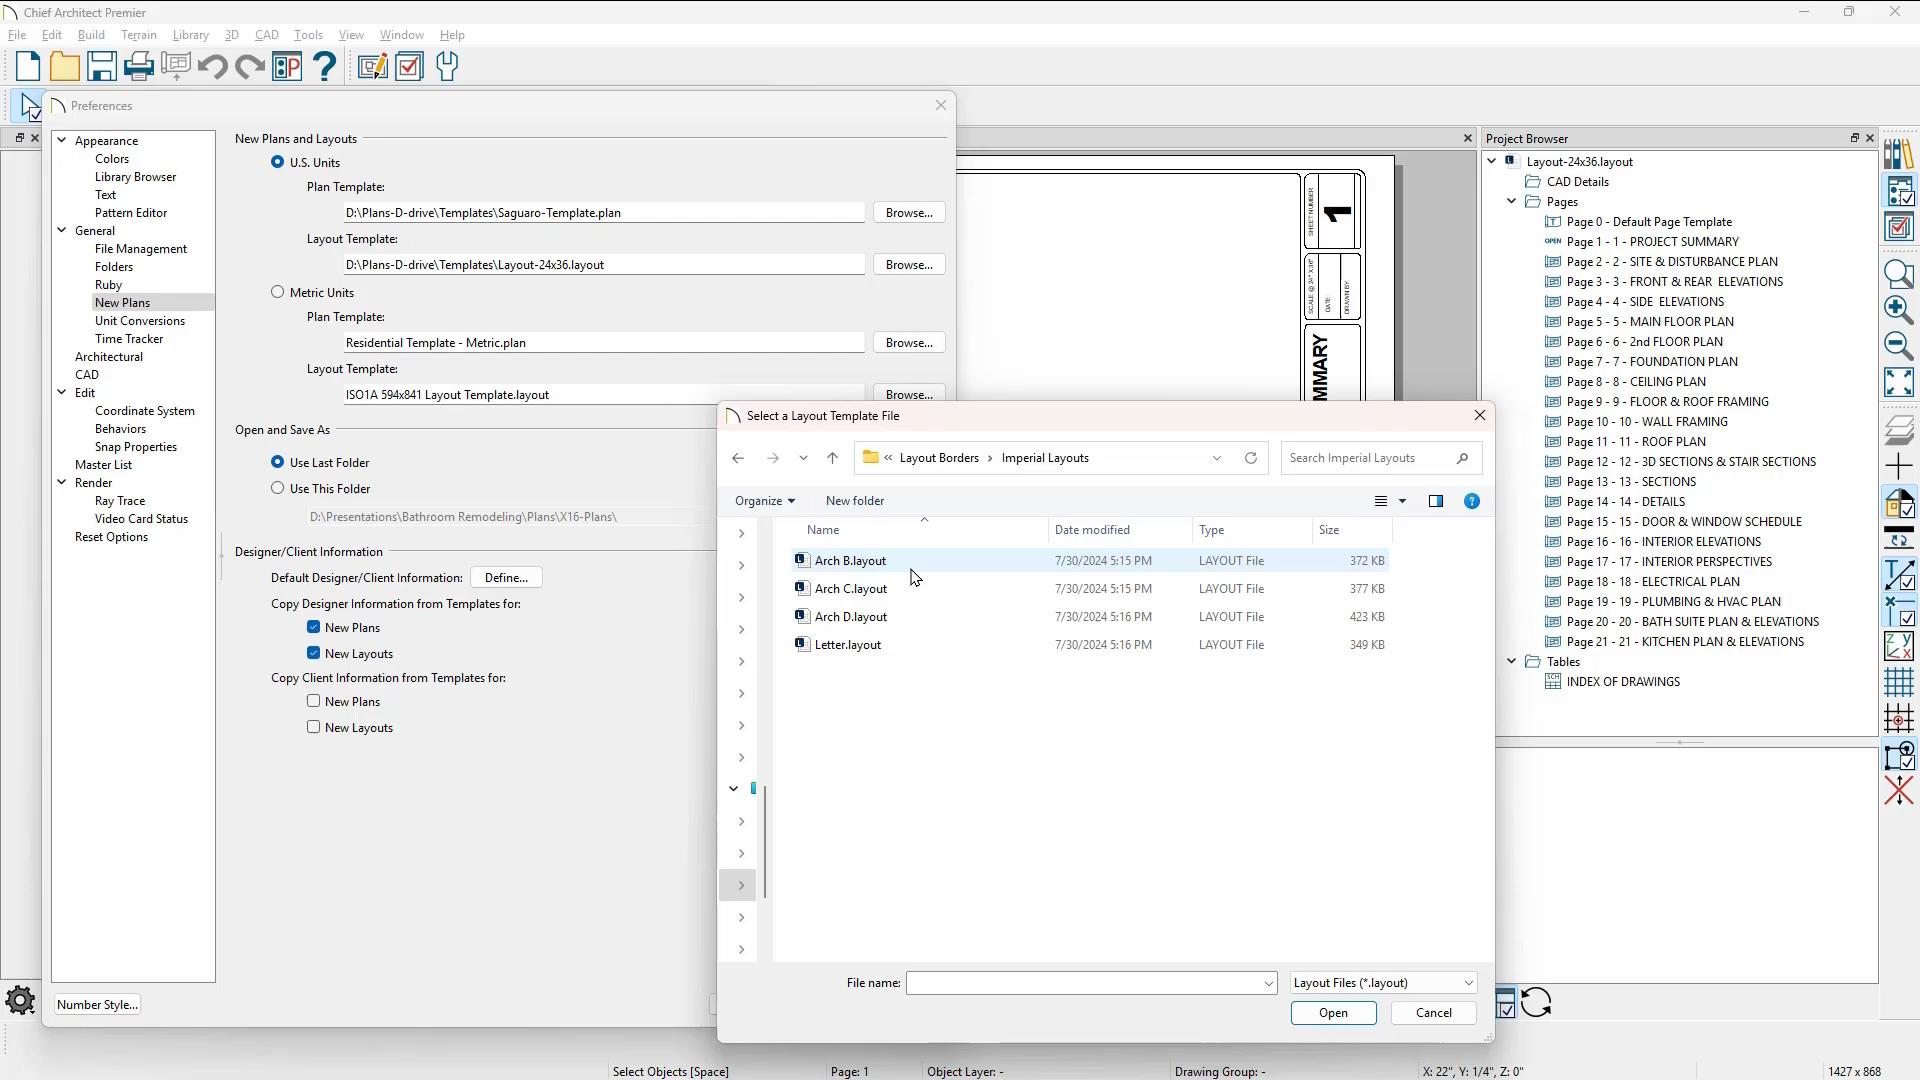 Chief Architect Premier
File Edit Build Terrain Library 3D CAD Tools View Window Help
Preferences
Appearance
Colors
Library Browser
Text
Pattern Editor
General
File Management
Folders
Ruby
New Plans
Unit Conversions
Time Tracker
Architectural
CAD
Edit
Coordinate System
Behaviors
Snap Properties
Master List
Render
Ray Trace
Video Card Status
Reset Options
Number Style...
New Plans and Layouts
U.S. Units
Plan Template:
D:\Plans-D-drive\Templates\Saguaro-Template.plan Browse...
Layout Template:
D:\Plans-D-drive\Templates\Layout-24x36.layout Browse...
Metric Units
Plan Template:
Residential Template - Metric.plan Browse...
Layout Template:
ISO1A 594x841 Layout Template.layout Browse...
Open and Save As
Use Last Folder
Use This Folder
D:\Presentations\Bathroom Remodeling\Plans\X16-Plans\
Designer/Client Information
Default Designer/Client Information: Define...
Copy Designer Information from Templates for:
New Plans
New Layouts
Copy Client Information from Templates for:
New Plans
New Layouts
SHEET NUMBER
1
SCALE @ 24" X 36"
DATE:
DRAWN BY:
MMARY
Select a Layout Template File
« Layout Borders › Imperial Layouts
Search Imperial Layouts
Organize New folder
Name Date modified Type Size
Arch B.layout 7/30/2024 5:15 PM LAYOUT File 372 KB
Arch C.layout 7/30/2024 5:15 PM LAYOUT File 377 KB
Arch D.layout 7/30/2024 5:16 PM LAYOUT File 423 KB
Letter.layout 7/30/2024 5:16 PM LAYOUT File 349 KB
File name: Layout Files (*.layout)
Open Cancel
Project Browser
Layout-24x36.layout
CAD Details
Pages
Page 0 - Default Page Template
OPEN Page 1 - 1 - PROJECT SUMMARY
Page 2 - 2 - SITE & DISTURBANCE PLAN
Page 3 - 3 - FRONT & REAR ELEVATIONS
Page 4 - 4 - SIDE ELEVATIONS
Page 5 - 5 - MAIN FLOOR PLAN
Page 6 - 6 - 2nd FLOOR PLAN
Page 7 - 7 - FOUNDATION PLAN
Page 8 - 8 - CEILING PLAN
Page 9 - 9 - FLOOR & ROOF FRAMING
Page 10 - 10 - WALL FRAMING
Page 11 - 11 - ROOF PLAN
Page 12 - 12 - 3D SECTIONS & STAIR SECTIONS
Page 13 - 13 - SECTIONS
Page 14 - 14 - DETAILS
Page 15 - 15 - DOOR & WINDOW SCHEDULE
Page 16 - 16 - INTERIOR ELEVATIONS
Page 17 - 17 - INTERIOR PERSPECTIVES
Page 18 - 18 - ELECTRICAL PLAN
Page 19 - 19 - PLUMBING & HVAC PLAN
Page 20 - 20 - BATH SUITE PLAN & ELEVATIONS
Page 21 - 21 - KITCHEN PLAN & ELEVATIONS
Tables
SCH INDEX OF DRAWINGS
Select Objects [Space] Page: 1 Object Layer: - Drawing Group: - X: 22", Y: 1/4", Z: 0" 1427 x 868